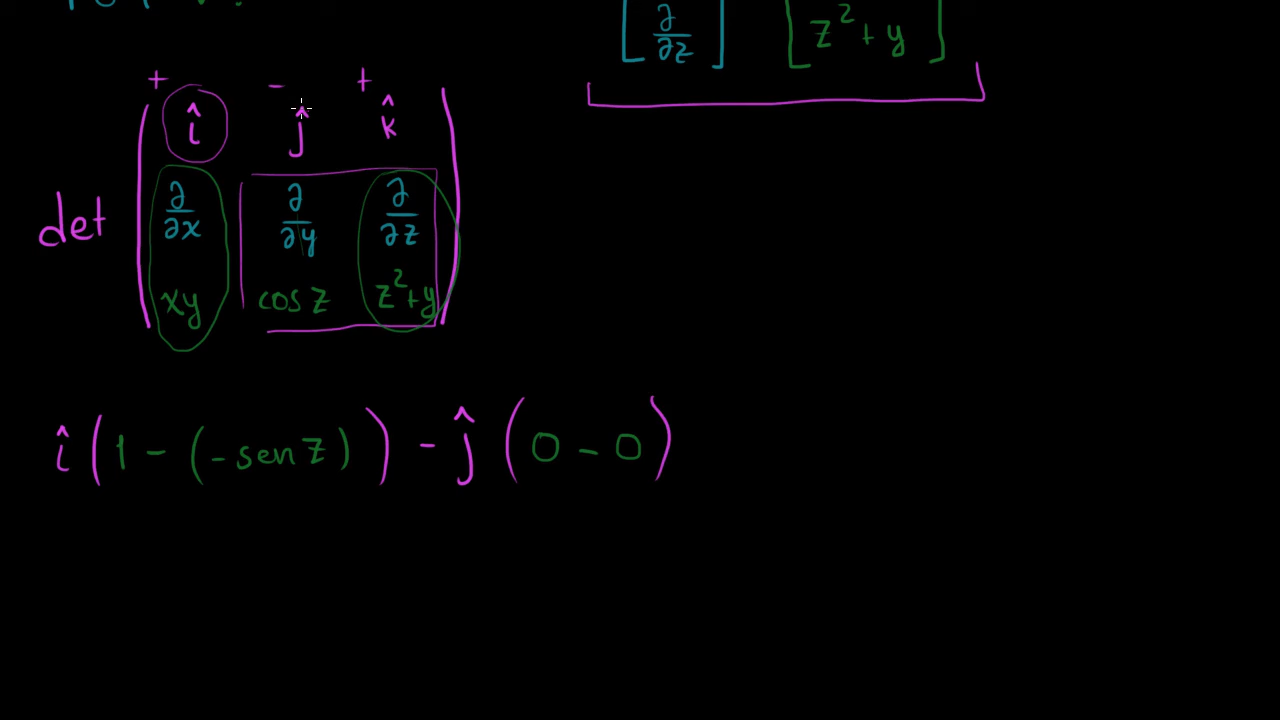 ∂/∂z z²+y
+ - +
î ĵ k̂
det
∂/∂x ∂/∂y ∂/∂z
xy cos z z²+y
î(1-(-sen z))-ĵ(0-0)